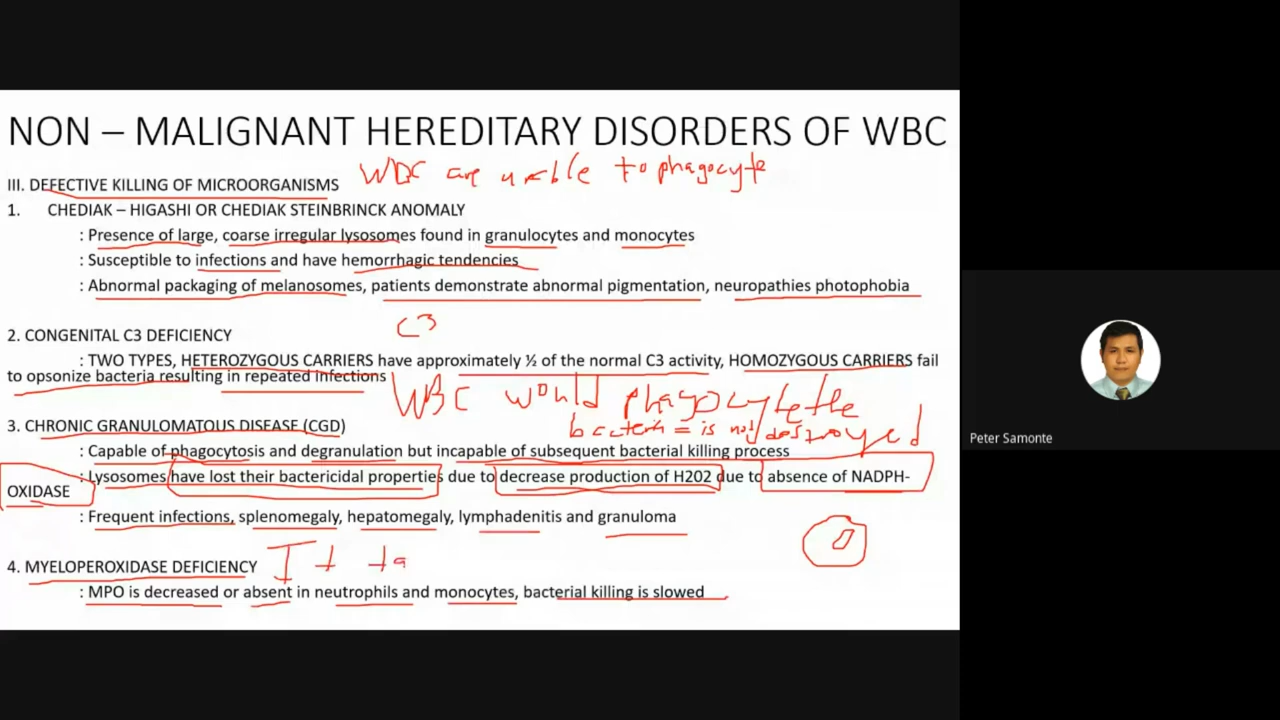 NON – MALIGNANT HEREDITARY DISORDERS OF WBC
WBC are unable to phagocyte
III. DEFECTIVE KILLING OF MICROORGANISMS
1. CHEDIAK – HIGASHI OR CHEDIAK STEINBRINCK ANOMALY
: Presence of large, coarse irregular lysosomes found in granulocytes and monocytes
: Susceptible to infections and have hemorrhagic tendencies
: Abnormal packaging of melanosomes, patients demonstrate abnormal pigmentation, neuropathies photophobia
C3
2. CONGENITAL C3 DEFICIENCY
: TWO TYPES, HETEROZYGOUS CARRIERS have approximately ½ of the normal C3 activity, HOMOZYGOUS CARRIERS fail
to opsonize bacteria resulting in repeated infections
WBC would phagocyte the
bacteria = is not destroyed
3. CHRONIC GRANULOMATOUS DISEASE (CGD)
: Capable of phagocytosis and degranulation but incapable of subsequent bacterial killing process
: Lysosomes have lost their bactericidal properties due to decrease production of H202 due to absence of NADPH-
OXIDASE
: Frequent infections, splenomegaly, hepatomegaly, lymphadenitis and granuloma
4. MYELOPEROXIDASE DEFICIENCY
: MPO is decreased or absent in neutrophils and monocytes, bacterial killing is slowed
Peter Samonte